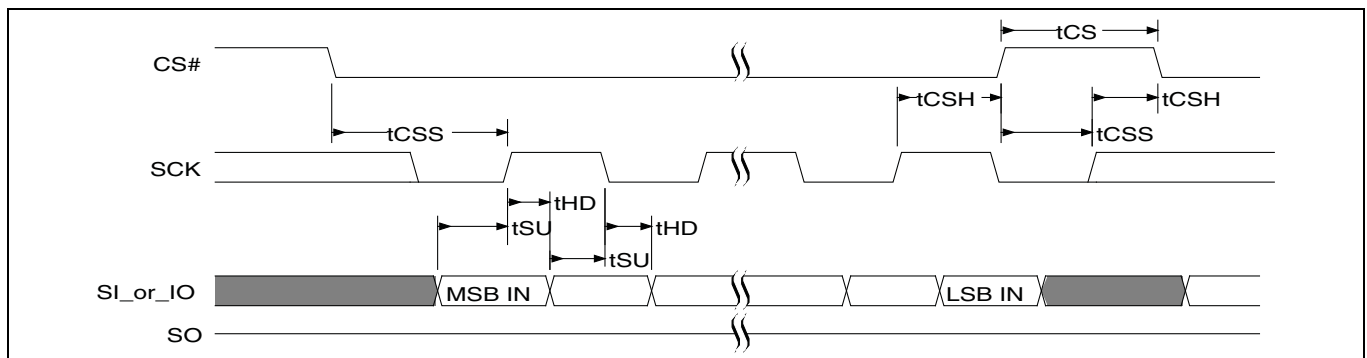 tCS
CS#
tCSH
tCSH
tCSS
tCSS
SCK
tHD
tSU
tHD
tSU
SI_or_IO
MSB IN
LSB IN
SO